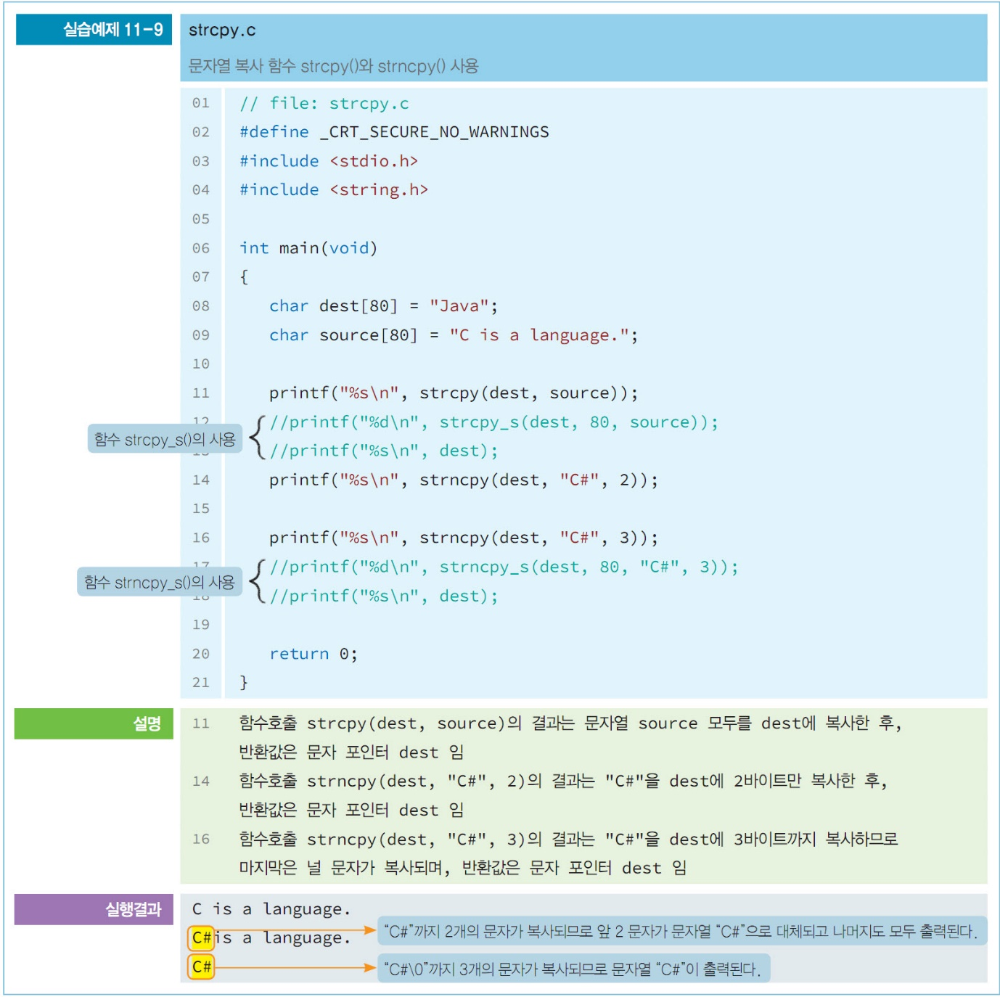 실습예제 11-9
strcpy.c
문자열 복사 함수 strcpy()와 strncpy() 사용
01 // file: strcpy.c
02 #define _CRT_SECURE_NO_WARNINGS
03 #include <stdio.h>
04 #include <string.h>
05
06 int main(void)
07 {
08 char dest[80] = "Java";
09 char source[80] = "C is a language.";
10
11 printf("%s\n", strcpy(dest, source));
12 //printf("%d\n", strcpy_s(dest, 80, source));
함수 strcpy_s()의 사용
//printf("%s\n", dest);
14 printf("%s\n", strncpy(dest, "C#", 2));
15
16 printf("%s\n", strncpy(dest, "C#", 3));
17 //printf("%d\n", strncpy_s(dest, 80, "C#", 3));
함수 strncpy_s()의 사용
18 //printf("%s\n", dest);
19
20 return 0;
21 }
설명
11 함수호출 strcpy(dest, source)의 결과는 문자열 source 모두를 dest에 복사한 후,
반환값은 문자 포인터 dest 임
14 함수호출 strncpy(dest, "C#", 2)의 결과는 "C#"을 dest에 2바이트만 복사한 후,
반환값은 문자 포인터 dest 임
16 함수호출 strncpy(dest, "C#", 3)의 결과는 "C#"을 dest에 3바이트까지 복사하므로
마지막은 널 문자가 복사되며, 반환값은 문자 포인터 dest 임
실행결과
C is a language.
C#is a language.
“C#”까지 2개의 문자가 복사되므로 앞 2 문자가 문자열 “C#”으로 대체되고 나머지도 모두 출력된다.
C#
“C#\0”까지 3개의 문자가 복사되므로 문자열 “C#”이 출력된다.